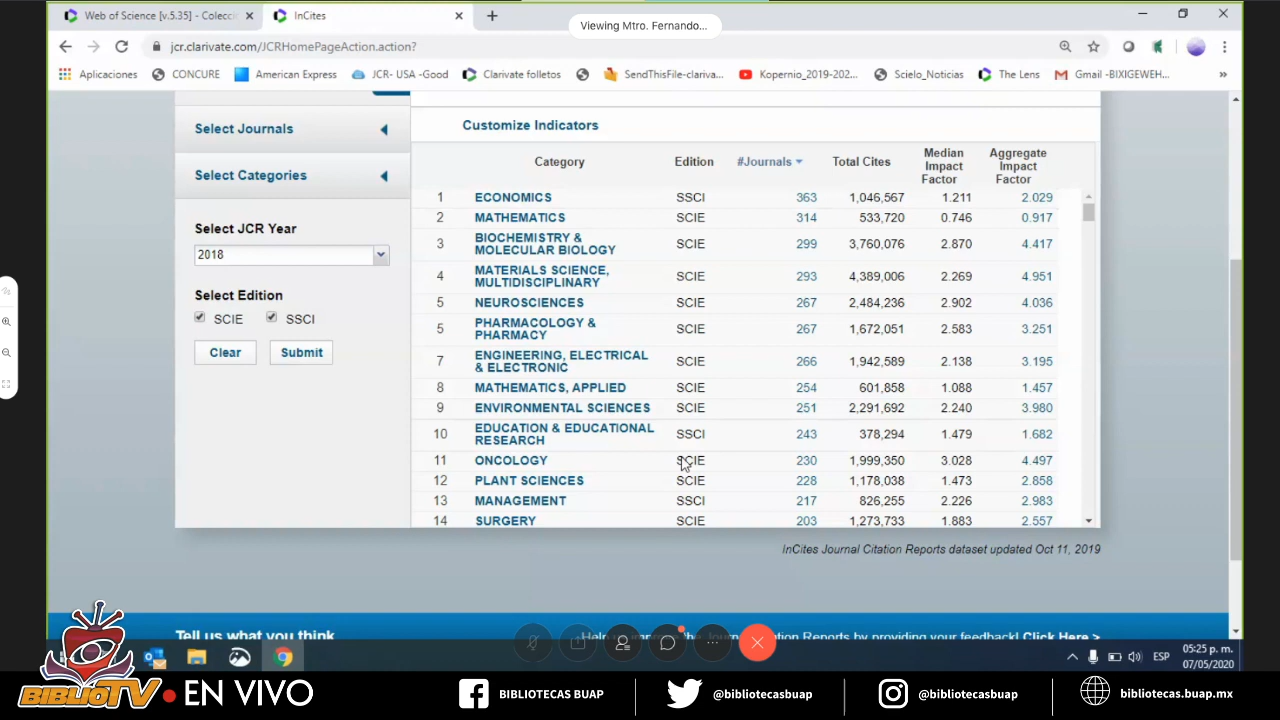 Web of Science [v.5.35] - Colecci
InCites
Viewing Mtro. Fernando...
jcr.clarivate.com/JCRHomePageAction.action?
Aplicaciones
CONCURE
American Express
JCR- USA -Good
Clarivate folletos
SendThisFile-clariva...
Kopernio_2019-202...
Scielo_Noticias
The Lens
Gmail -BIXIGEWEH...
»
Select Journals
Select Categories
Select JCR Year
2018
Select Edition
SCIE SSCI
Clear Submit
Customize Indicators
Category Edition #Journals Total Cites Median Impact Factor Aggregate Impact Factor
1 ECONOMICS SSCI 363 1,046,567 1.211 2.029
2 MATHEMATICS SCIE 314 533,720 0.746 0.917
3 BIOCHEMISTRY & MOLECULAR BIOLOGY SCIE 299 3,760,076 2.870 4.417
4 MATERIALS SCIENCE, MULTIDISCIPLINARY SCIE 293 4,389,006 2.269 4.951
5 NEUROSCIENCES SCIE 267 2,484,236 2.902 4.036
5 PHARMACOLOGY & PHARMACY SCIE 267 1,672,051 2.583 3.251
7 ENGINEERING, ELECTRICAL & ELECTRONIC SCIE 266 1,942,589 2.138 3.195
8 MATHEMATICS, APPLIED SCIE 254 601,858 1.088 1.457
9 ENVIRONMENTAL SCIENCES SCIE 251 2,291,692 2.240 3.980
10 EDUCATION & EDUCATIONAL RESEARCH SSCI 243 378,294 1.479 1.682
11 ONCOLOGY SCIE 230 1,999,350 3.028 4.497
12 PLANT SCIENCES SCIE 228 1,178,038 1.473 2.858
13 MANAGEMENT SSCI 217 826,255 2.226 2.983
14 SURGERY SCIE 203 1,273,733 1.883 2.557
InCites Journal Citation Reports dataset updated Oct 11, 2019
Tell us what you think
Citation Reports by providing your feedback! Click Here >
ESP
05:25 p. m.
07/05/2020
BIBLIOTV
EN VIVO
BIBLIOTECAS BUAP
@bibliotecasbuap
@bibliotecasbuap
bibliotecas.buap.mx